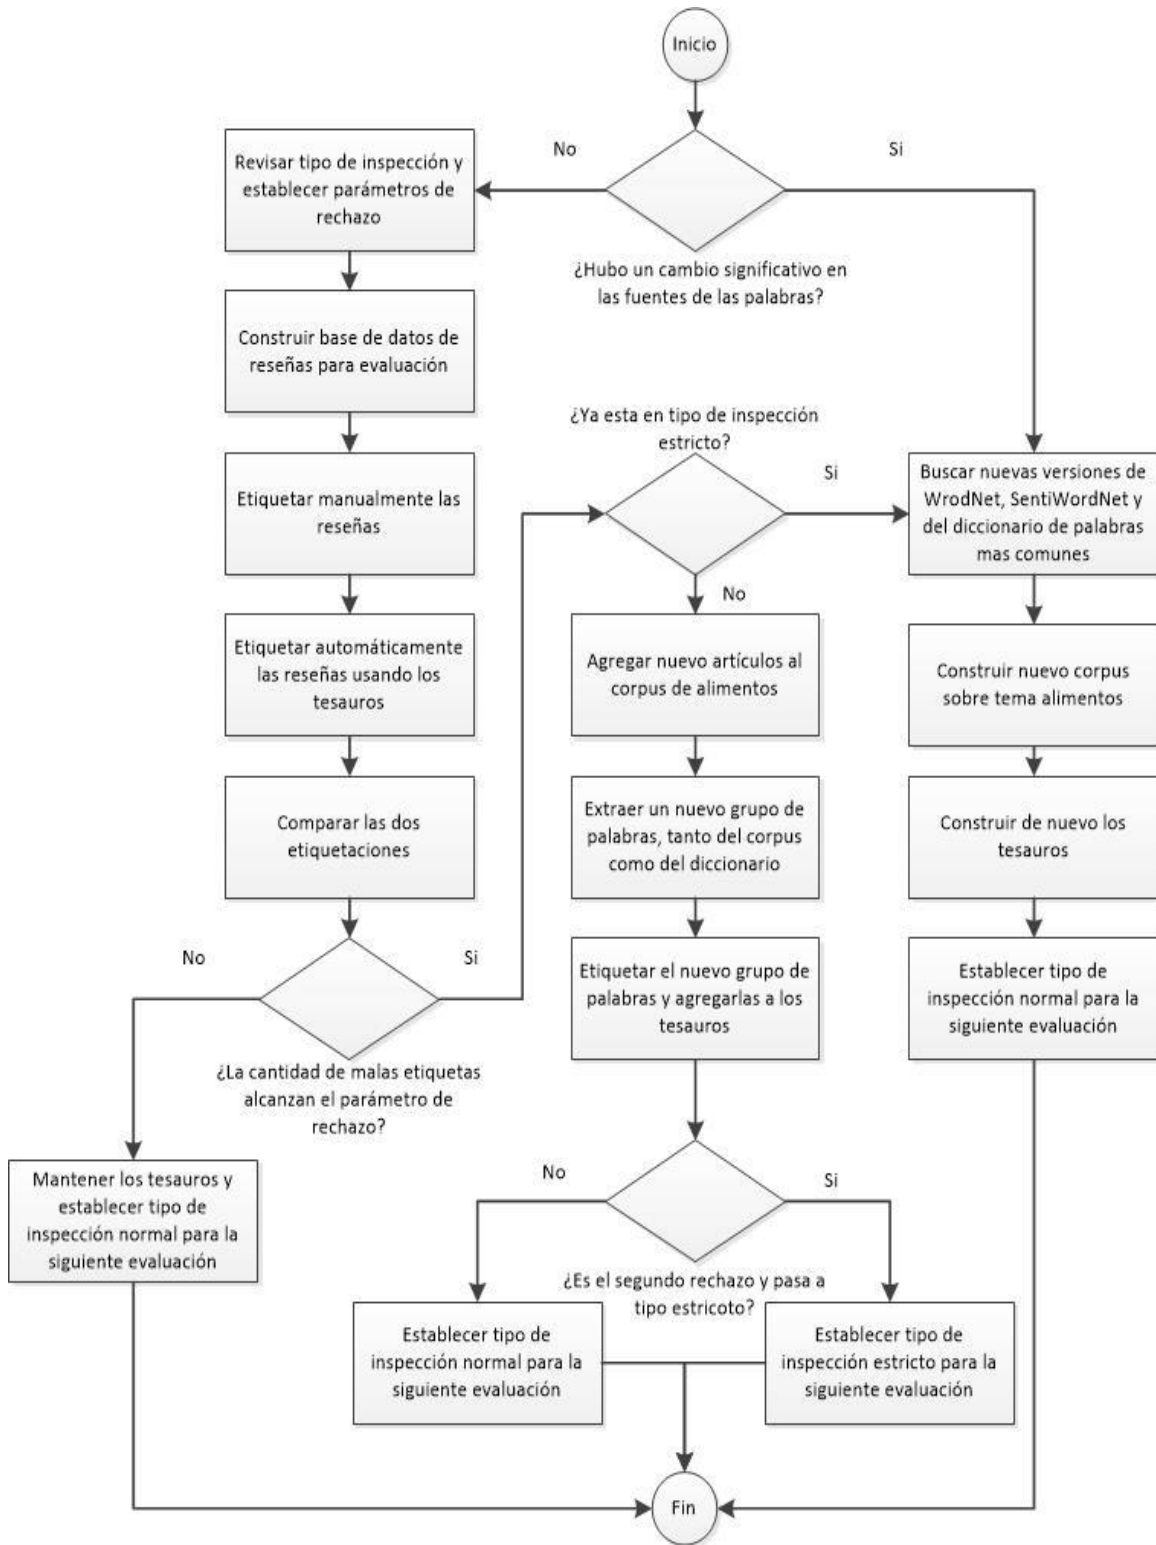 Inicio
No
Si
Revisar tipo de inspección y
establecer parámetros de
rechazo
¿Hubo un cambio significativo en
las fuentes de las palabras?
Construir base de datos de
reseñas para evaluación
¿Ya esta en tipo de inspección
estricto?
Si
Etiquetar manualmente las
reseñas
Buscar nuevas versiones de
WrodNet, SentiWordNet y
del diccionario de palabras
mas comunes
No
Etiquetar automáticamente
las reseñas usando los
tesauros
Agregar nuevo artículos al
corpus de alimentos
Construir nuevo corpus
sobre tema alimentos
Comparar las dos
etiquetaciones
Extraer un nuevo grupo de
palabras, tanto del corpus
como del diccionario
Construir de nuevo los
tesauros
No
Si
Etiquetar el nuevo grupo de
palabras y agregarlas a los
tesauros
Establecer tipo de
inspección normal para la
siguiente evaluación
¿La cantidad de malas etiquetas
alcanzan el parámetro de
rechazo?
Mantener los tesauros y
establecer tipo de
inspección normal para la
siguiente evaluación
No
Si
¿Es el segundo rechazo y pasa a
tipo estricoto?
Establecer tipo de
inspección normal para la
siguiente evaluación
Establecer tipo de
inspección estricto para la
siguiente evaluación
Fin